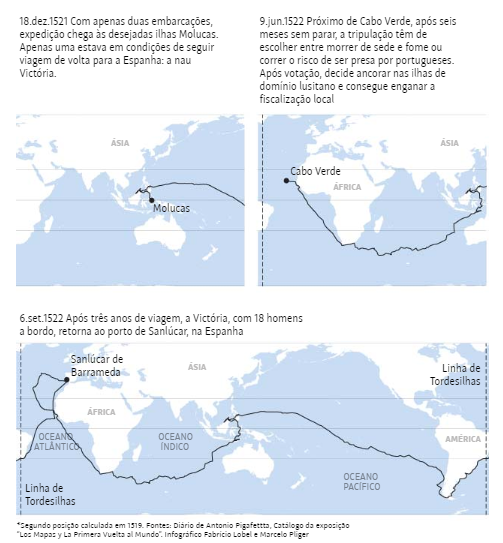 18.dez.1521 Com apenas duas embarcações,
expedição chega às desejadas ilhas Molucas.
Apenas uma estava em condições de seguir
viagem de volta para a Espanha: a nau
Victória.
9.jun.1522 Próximo de Cabo Verde, após seis
meses sem parar, a tripulação têm de
escolher entre morrer de sede e fome ou
correr o risco de ser presa por portugueses.
Após votação, decide ancorar nas ilhas de
domínio lusitano e consegue enganar a
fiscalização local
ÁSIA
Molucas
ÁSIA
Cabo Verde
ÁFRICA
6.set.1522 Após três anos de viagem, a Victória, com 18 homens
a bordo, retorna ao porto de Sanlúcar, na Espanha
Sanlúcar de
Barrameda
ÁSIA
Linha de
Tordesilhas
ÁFRICA
AMÉRICA
OCEANO
ATLÂNTICO
OCEANO
ÍNDICO
OCEANO
PACÍFICO
Linha de
Tordesilhas
*Segundo posição calculada em 1519. Fontes: Diário de Antonio Pigafettta, Catálogo da exposição
"Los Mapas y La Primera Vuelta al Mundo". Infográfico Fabrício Lobel e Marcelo Pliger